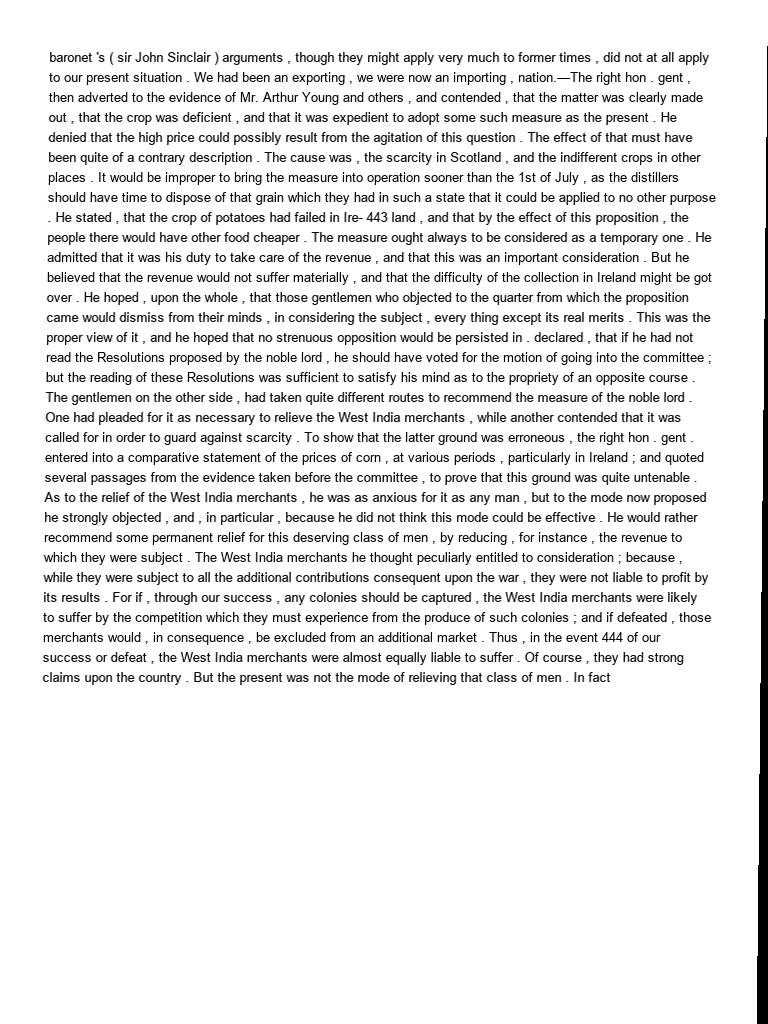 baronet 's ( sir John Sinclair ) arguments , though they might apply very much to former times , did not at all apply
to our present situation . We had been an exporting , we were now an importing , nation.—The right hon . gent ,
then adverted to the evidence of Mr. Arthur Young and others , and contended , that the matter was clearly made
out , that the crop was deficient , and that it was expedient to adopt some such measure as the present . He
denied that the high price could possibly result from the agitation of this question . The effect of that must have
been quite of a contrary description . The cause was , the scarcity in Scotland , and the indifferent crops in other
places . It would be improper to bring the measure into operation sooner than the 1st of July , as the distillers
should have time to dispose of that grain which they had in such a state that it could be applied to no other purpose
. He stated , that the crop of potatoes had failed in Ire- 443 land , and that by the effect of this proposition , the
people there would have other food cheaper . The measure ought always to be considered as a temporary one . He
admitted that it was his duty to take care of the revenue , and that this was an important consideration . But he
believed that the revenue would not suffer materially , and that the difficulty of the collection in Ireland might be got
over . He hoped , upon the whole , that those gentlemen who objected to the quarter from which the proposition
came would dismiss from their minds , in considering the subject , every thing except its real merits . This was the
proper view of it , and he hoped that no strenuous opposition would be persisted in . declared , that if he had not
read the Resolutions proposed by the noble lord , he should have voted for the motion of going into the committee ;
but the reading of these Resolutions was sufficient to satisfy his mind as to the propriety of an opposite course .
The gentlemen on the other side , had taken quite different routes to recommend the measure of the noble lord .
One had pleaded for it as necessary to relieve the West India merchants , while another contended that it was
called for in order to guard against scarcity . To show that the latter ground was erroneous , the right hon . gent .
entered into a comparative statement of the prices of corn , at various periods , particularly in Ireland ; and quoted
several passages from the evidence taken before the committee , to prove that this ground was quite untenable .
As to the relief of the West India merchants , he was as anxious for it as any man , but to the mode now proposed
he strongly objected , and , in particular , because he did not think this mode could be effective . He would rather
recommend some permanent relief for this deserving class of men , by reducing , for instance , the revenue to
which they were subject . The West India merchants he thought peculiarly entitled to consideration ; because ,
while they were subject to all the additional contributions consequent upon the war , they were not liable to profit by
its results . For if , through our success , any colonies should be captured , the West India merchants were likely
to suffer by the competition which they must experience from the produce of such colonies ; and if defeated , those
merchants would , in consequence , be excluded from an additional market . Thus , in the event 444 of our
success or defeat , the West India merchants were almost equally liable to suffer . Of course , they had strong
claims upon the country . But the present was not the mode of relieving that class of men . In fact